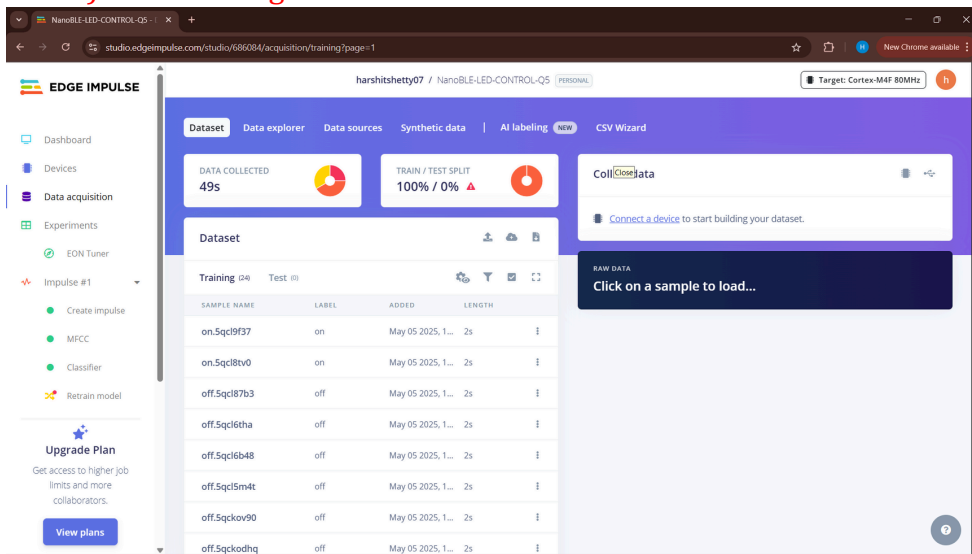 NanoBLE-LED-CONTROL-Q5 -
studio.edgeimpulse.com/studio/686084/acquisition/training?page=1
H
New Chrome available
EDGE IMPULSE
harshitshetty07 / NanoBLE-LED-CONTROL-Q5 PERSONAL
Target: Cortex-M4F 80MHz
h
Dashboard
Devices
Data acquisition
Experiments
EON Tuner
Impulse #1
Create impulse
MFCC
Classifier
Retrain model
Upgrade Plan
Get access to higher job
limits and more
collaborators.
View plans
Dataset Data explorer Data sources Synthetic data | AI labeling NEW CSV Wizard
DATA COLLECTED
49s
TRAIN / TEST SPLIT
100% / 0%
Dataset
Training (24) Test (0)
SAMPLE NAME LABEL ADDED LENGTH
on.5qcl9f37 on May 05 2025, 1... 2s
on.5qcl8tv0 on May 05 2025, 1... 2s
off.5qcl87b3 off May 05 2025, 1... 2s
off.5qcl6tha off May 05 2025, 1... 2s
off.5qcl6b48 off May 05 2025, 1... 2s
off.5qcl5m4t off May 05 2025, 1... 2s
off.5qckov90 off May 05 2025, 1... 2s
off.5qckodhq off May 05 2025, 1... 2s
Coll Close data
Connect a device to start building your dataset.
RAW DATA
Click on a sample to load...
?